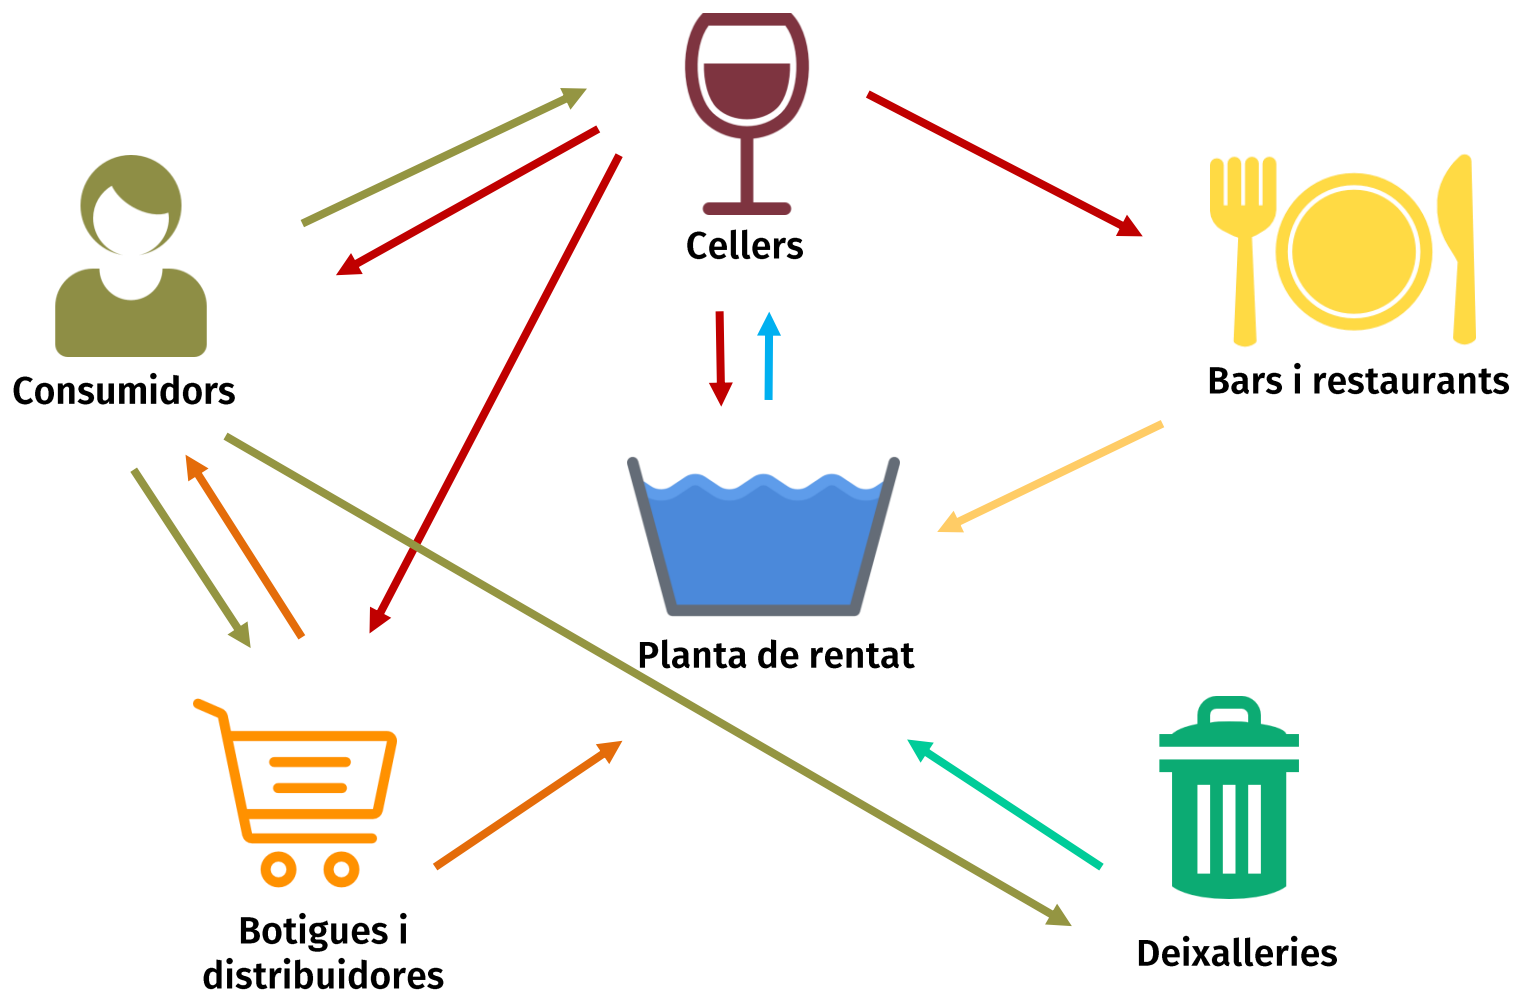 Cellers
Consumidors
Bars i restaurants
Planta de rentat
Botigues i
distribuidores
Deixalleries